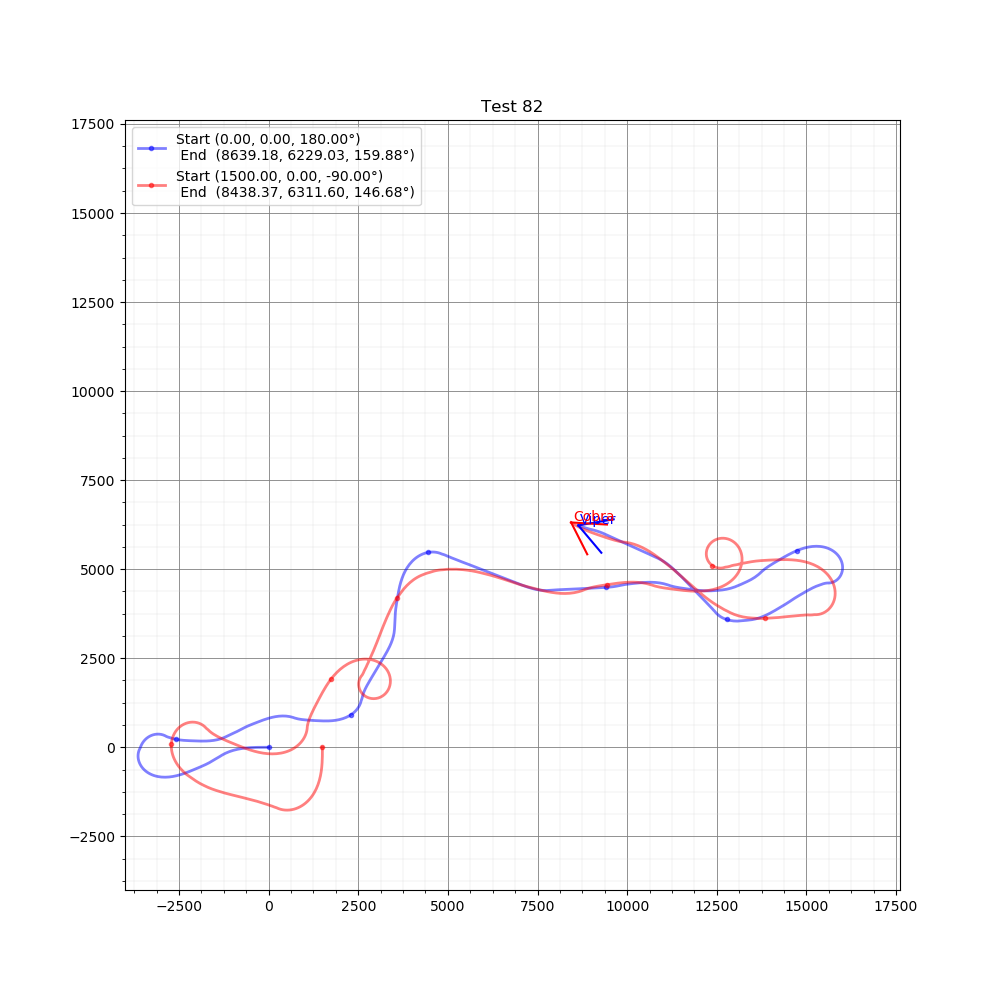 Test 82
Start (0.00, 0.00, 180.00°)
End (8639.18, 6229.03, 159.88°)
Start (1500.00, 0.00, -90.00°)
End (8438.37, 6311.60, 146.68°)
17500
15000
12500
10000
7500
5000
2500
0
−2500
Cobra
Viper
−2500 0 2500 5000 7500 10000 12500 15000 17500